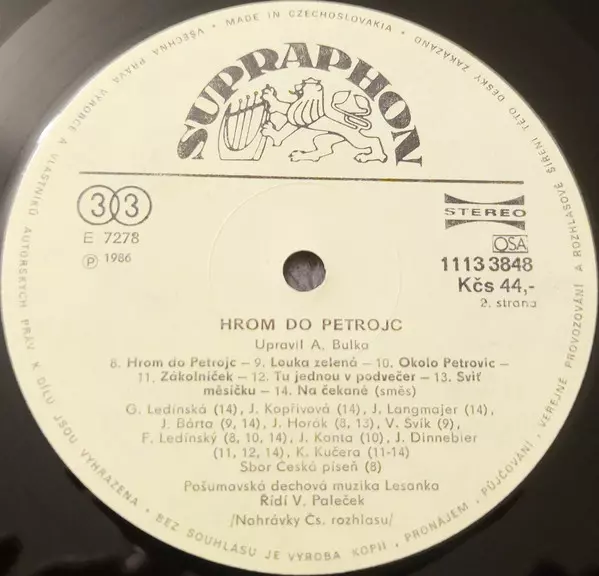 MADE IN CZECHOSLOVAKIA • VŠECHNA PRÁVA VÝROBCE A VLASTNÍKŮ AUTORSKÝCH PRÁV K DÍLU JSOU VYHRAZENA • BEZ SOUHLASU JE VÝROBA KOPIÍ, PRONÁJEM, PŮJČOVÁNÍ, VEŘEJNÉ PROVOZOVÁNÍ A ROZHLASOVÉ ŠÍŘENÍ TÉTO DESKY ZAKÁZÁNO •
SUPRAPHON
33
STEREO
E 7278
OSA
℗ 1986
1113 3848
Kčs 44,-
2. strana
HROM DO PETROJC
Upravil A. Bulka
8. Hrom do Petrojc – 9. Louka zelená – 10. Okolo Petrovic –
11. Zákolníček – 12. Tu jednou v podvečer – 13. Sviť
měsíčku – 14. Na čekané (směs)
G. Ledínská (14), J. Kopřivová (14), J. Langmajer (14),
J. Bárta (9, 14), J. Horák (8, 13), V. Svík (9),
F. Ledínský (8, 10, 14), J. Kanta (10), J. Dinnebier
(11, 12, 14), K. Kučera (11-14)
Sbor Česká píseň (8)
Pošumavská dechová muzika Lesanka
Řídí V. Paleček
/Nahrávky Čs. rozhlasu/